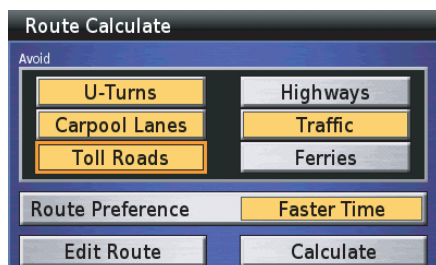 Route Calculate
Avoid
U-Turns Highways
Carpool Lanes Traffic
Toll Roads Ferries
Route Preference Faster Time
Edit Route Calculate